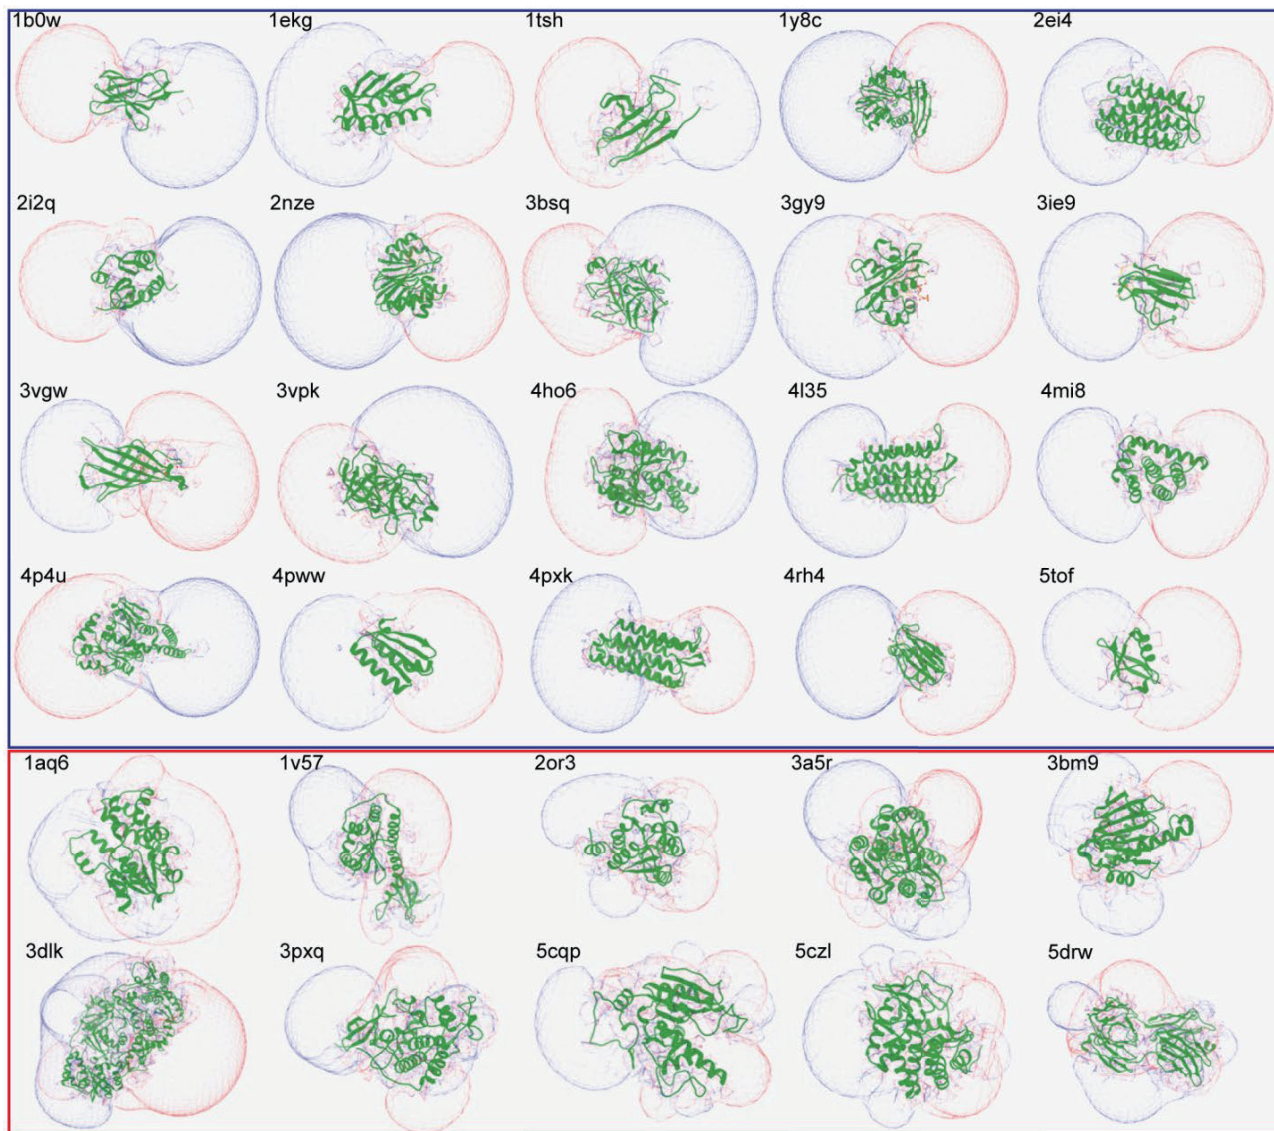 1b0w 1ekg 1tsh 1y8c 2ei4
2i2q 2nze 3bsq 3gy9 3ie9
3vgw 3vpk 4ho6 4l35 4mi8
4p4u 4pww 4pxk 4rh4 5tof
1aq6 1v57 2or3 3a5r 3bm9
3dlk 3pxq 5cqp 5czl 5drw